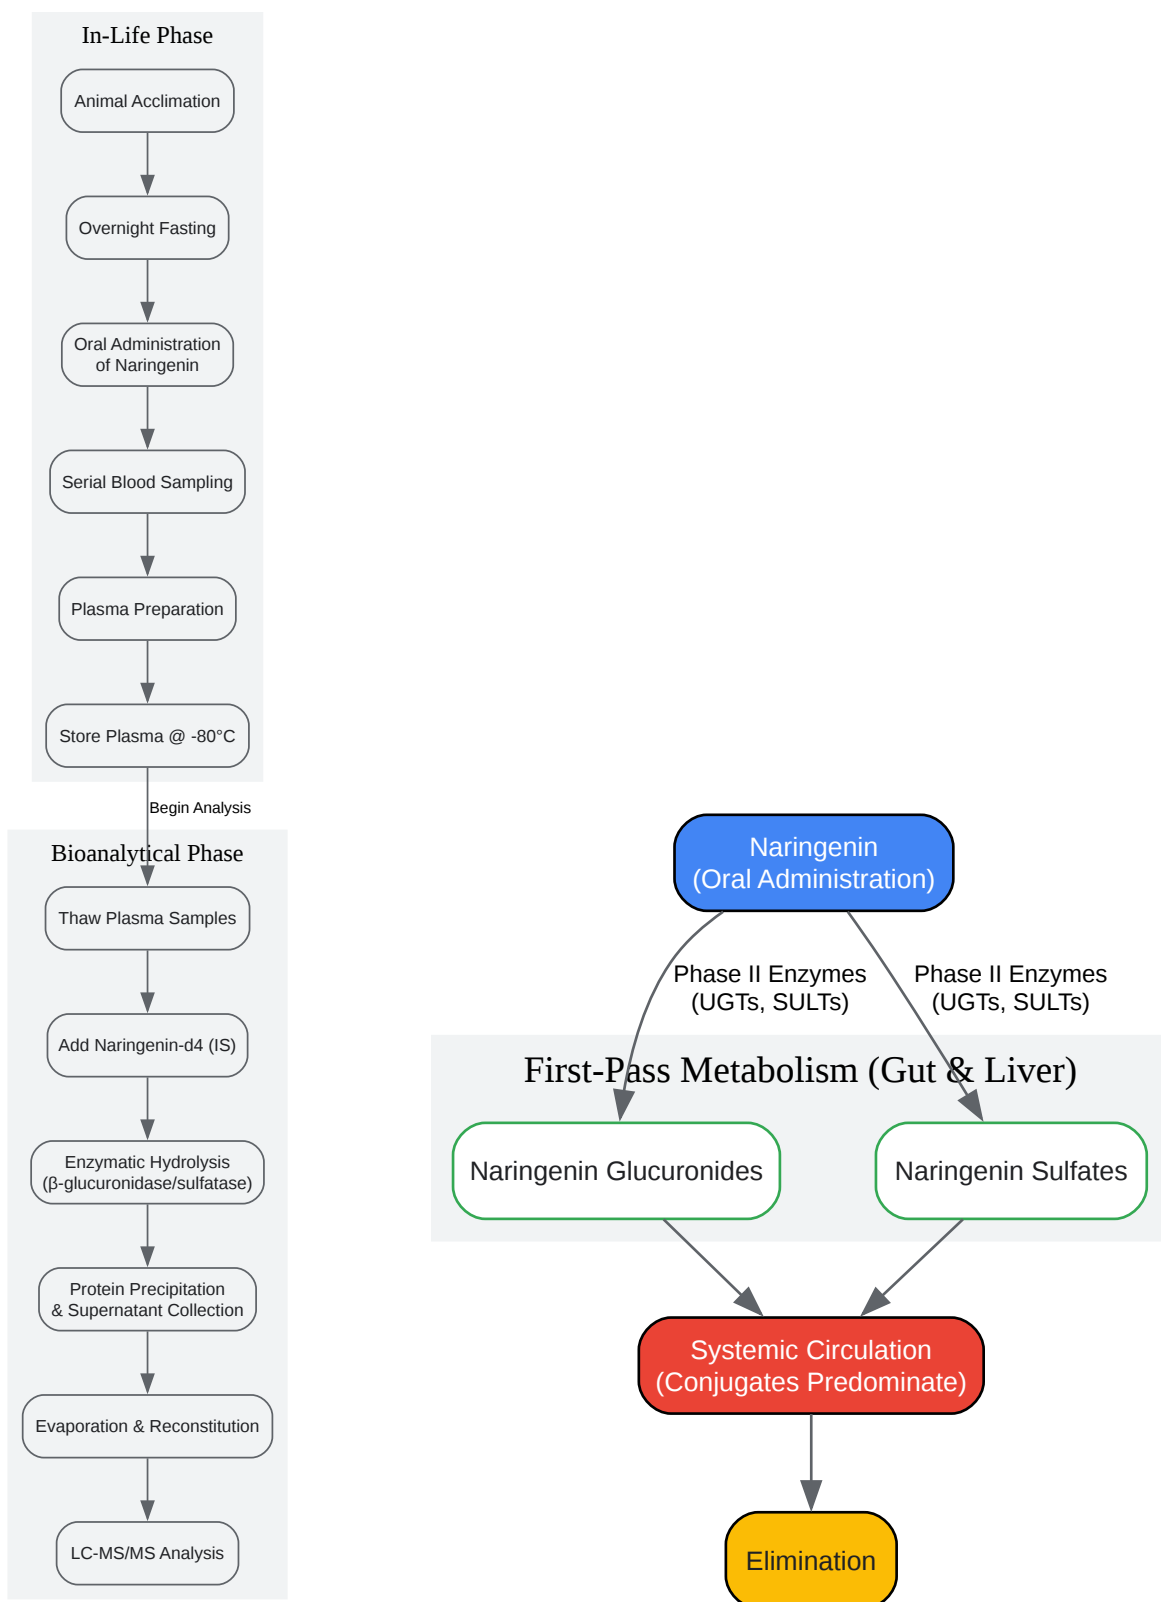 In-Life Phase
Animal Acclimation
Overnight Fasting
Oral Administration
of Naringenin
Serial Blood Sampling
Plasma Preparation
Store Plasma @ -80°C
Begin Analysis
Bioanalytical Phase
Thaw Plasma Samples
Add Naringenin-d4 (IS)
Enzymatic Hydrolysis
(β-glucuronidase/sulfatase)
Protein Precipitation
& Supernatant Collection
Evaporation & Reconstitution
LC-MS/MS Analysis
Naringenin
(Oral Administration)
Phase II Enzymes
(UGTs, SULTs)
Phase II Enzymes
(UGTs, SULTs)
First-Pass Metabolism (Gut & Liver)
Naringenin Glucuronides
Naringenin Sulfates
Systemic Circulation
(Conjugates Predominate)
Elimination